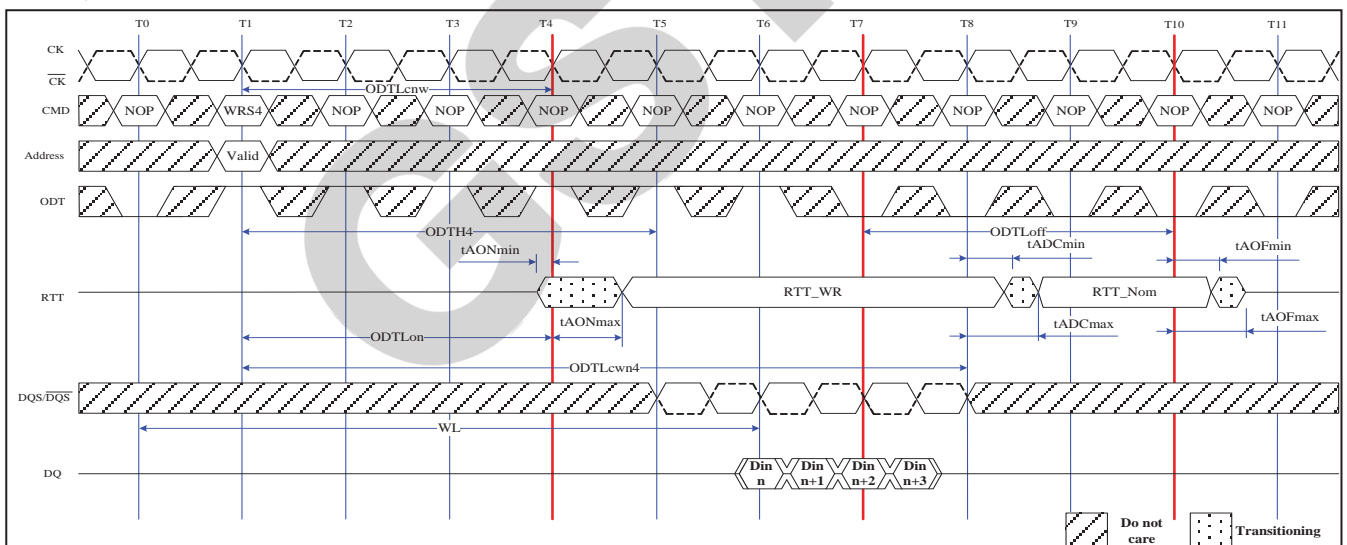 T0 T1 T2 T3 T4 T5 T6 T7 T8 T9 T10 T11
CK
CK
ODTLcnw
CMD NOP WRS4 NOP NOP NOP NOP NOP NOP NOP NOP NOP NOP
Address Valid
ODT
ODTH4 ODTLoff
tAONmin tADCmin tAOFmin
RTT RTT_WR RTT_Nom
tAONmax tADCmax tAOFmax
ODTLon
ODTLcwn4
DQS/DQS
WL
DQ Din n Din n+1 Din n+2 Din n+3
Do not care Transitioning